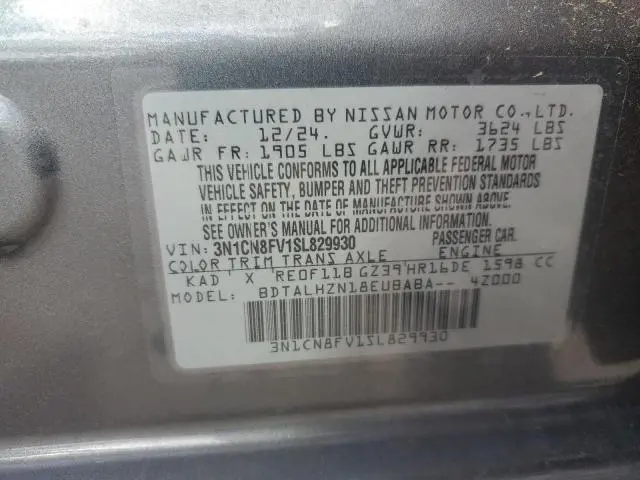 MANUFACTURED BY NISSAN MOTOR CO.,LTD.
DATE: 12/24. GVWR: 3624 LBS
GAWR FR: 1905 LBS GAWR RR: 1735 LBS
THIS VEHICLE CONFORMS TO ALL APPLICABLE FEDERAL MOTOR
VEHICLE SAFETY, BUMPER AND THEFT PREVENTION STANDARDS
IN EFFECT ON THE DATE OF MANUFACTURE SHOWN ABOVE.
SEE OWNER'S MANUAL FOR ADDITIONAL INFORMATION.
VIN: 3N1CN8FV1SL829930 PASSENGER CAR.
COLOR TRIM TRANS AXLE ENGINE
KAD X RE0F11B GZ39 HR16DE 1598 CC
MODEL: BDTALHZN18EUBABA-- 4Z000
3N1CN8FV1SL829930